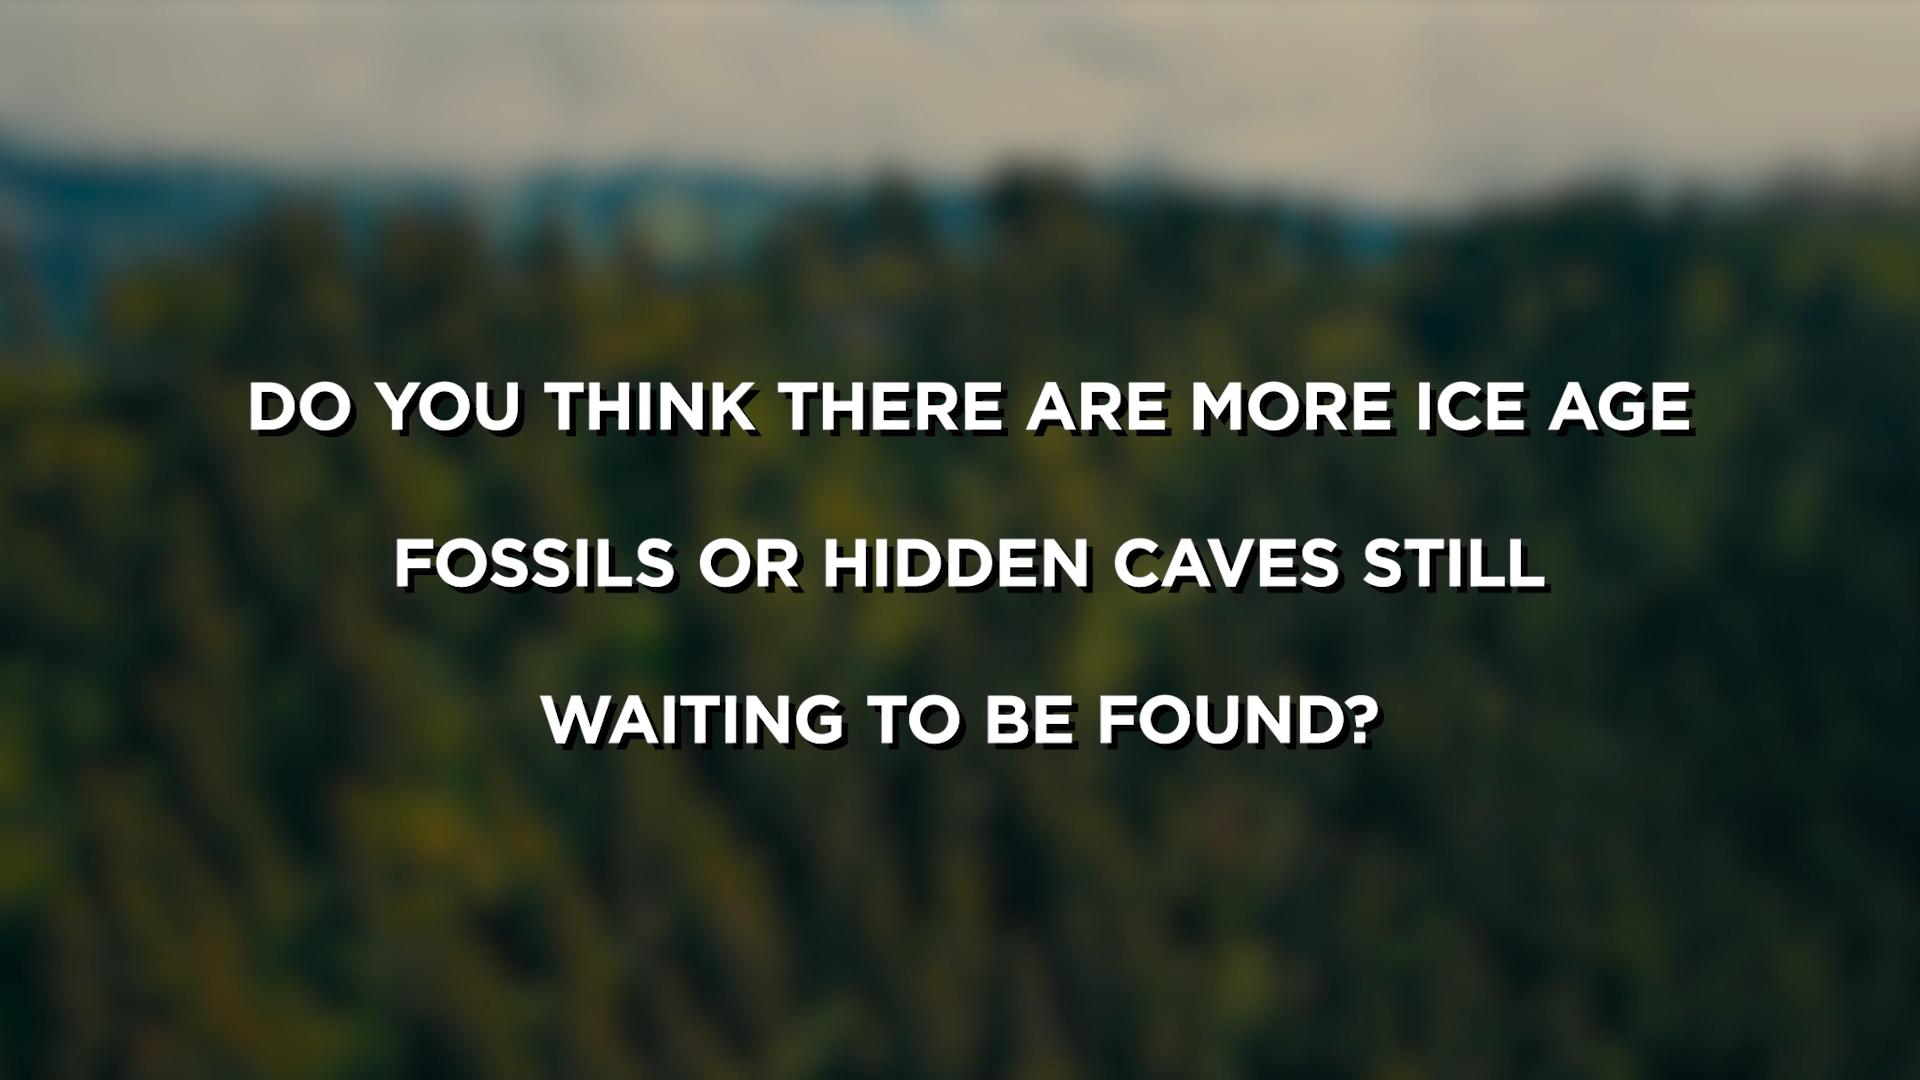 DO YOU THINK THERE ARE MORE ICE AGE
FOSSILS OR HIDDEN CAVES STILL
WAITING TO BE FOUND?